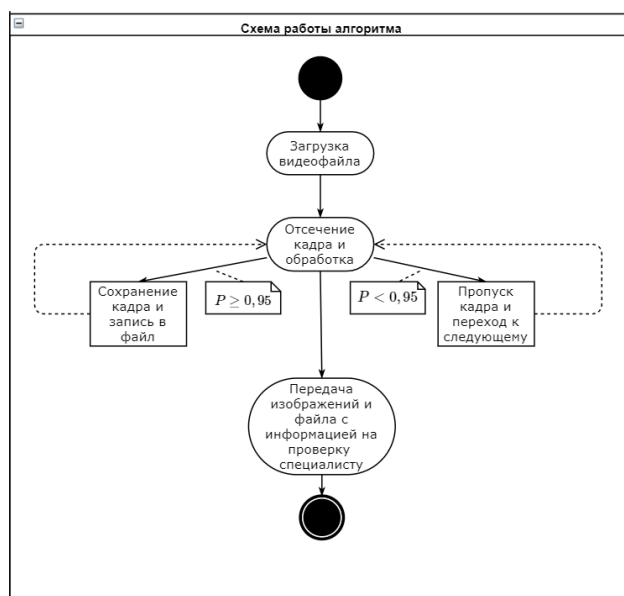 Схема работы алгоритма
Загрузка
видеофайла
Отсечение
кадра и
обработка
Сохранение
кадра и
запись в
файл
P ≥ 0,95
P < 0,95
Пропуск
кадра и
переход к
следующему
Передача
изображений и
файла с
информацией на
проверку
специалисту